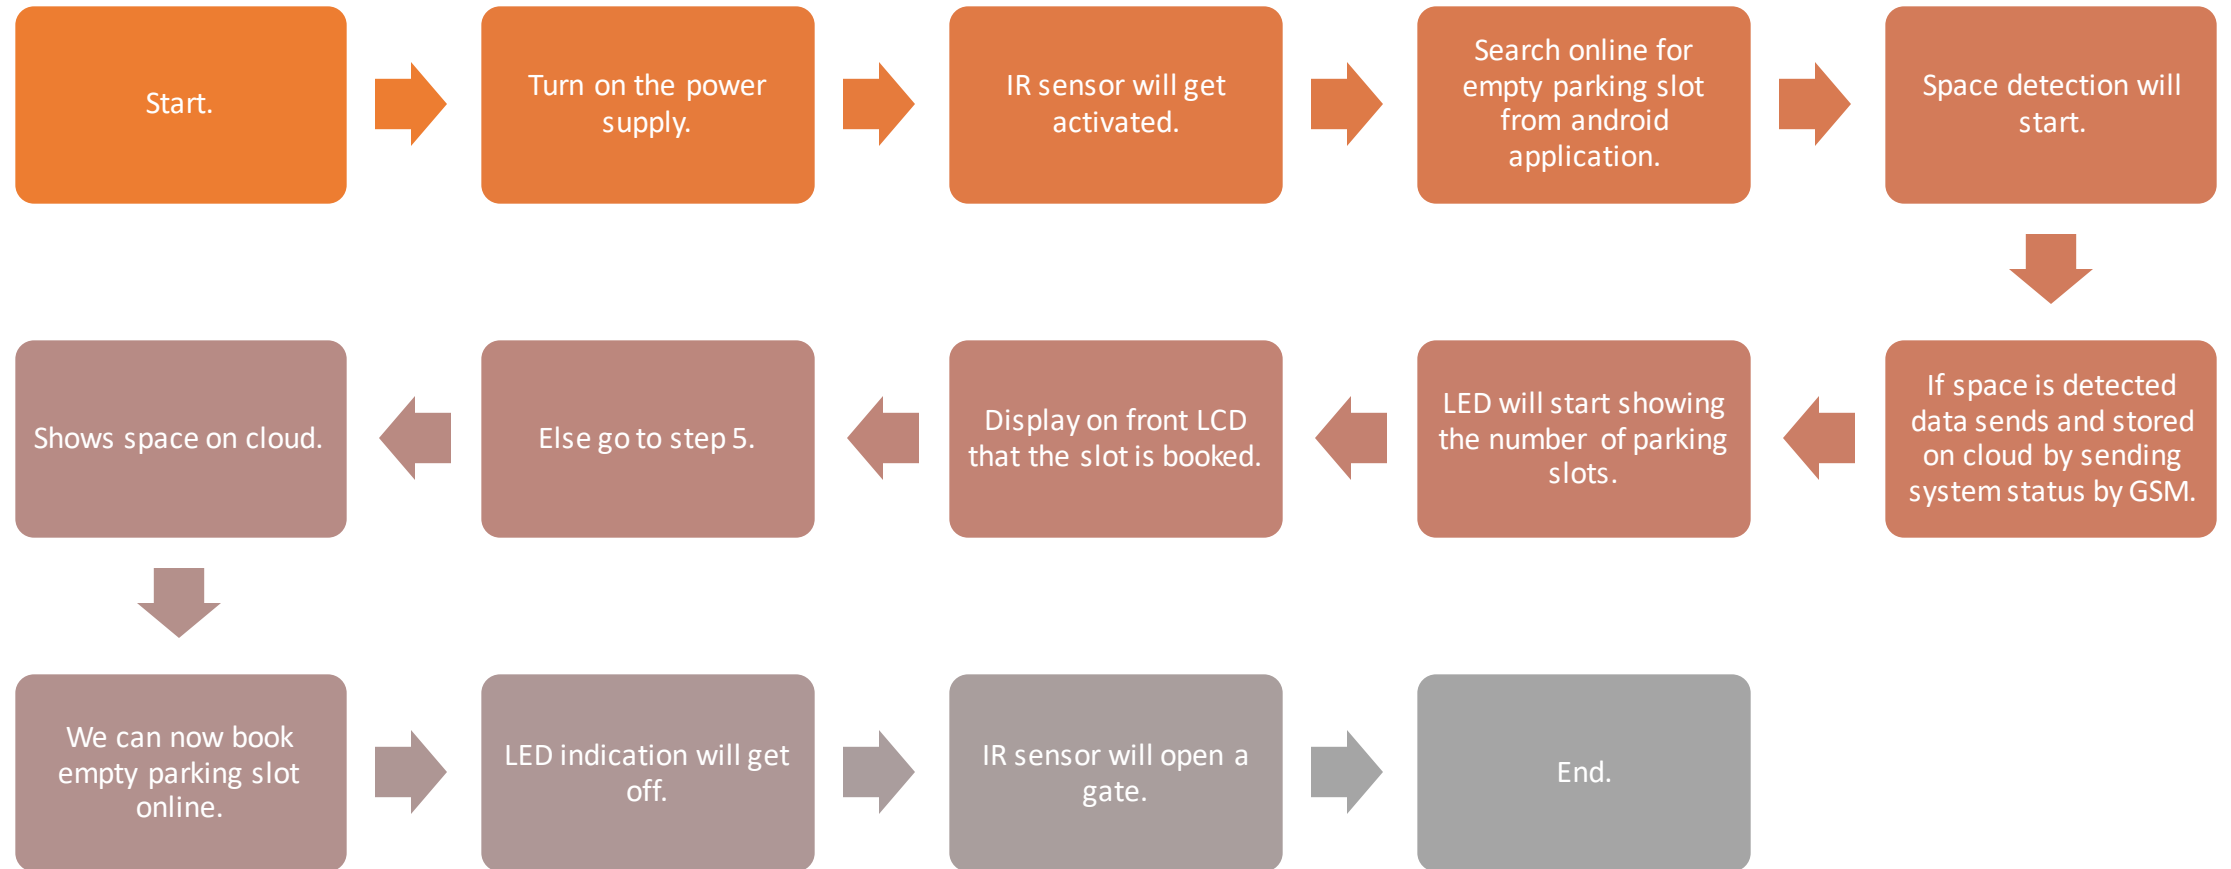 Start.
Turn on the power
supply.
IR sensor will get
activated.
Search online for
empty parking slot
from android
application.
Space detection will
start.
If space is detected
data sends and stored
on cloud by sending
system status by GSM.
LED will start showing
the number of parking
slots.
Display on front LCD
that the slot is booked.
Else go to step 5.
Shows space on cloud.
We can now book
empty parking slot
online.
LED indication will get
off.
IR sensor will open a
gate.
End.